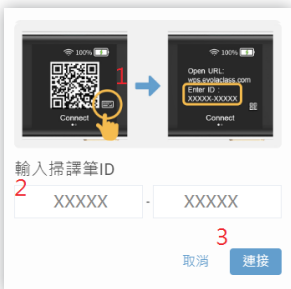 100%
1
Connect
100%
Open URL:
wps.evolaclass.com
Enter ID :
XXXXX-XXXXX
Connect
輸入掃譯筆ID
2
XXXXX - XXXXX
3
取消 連接